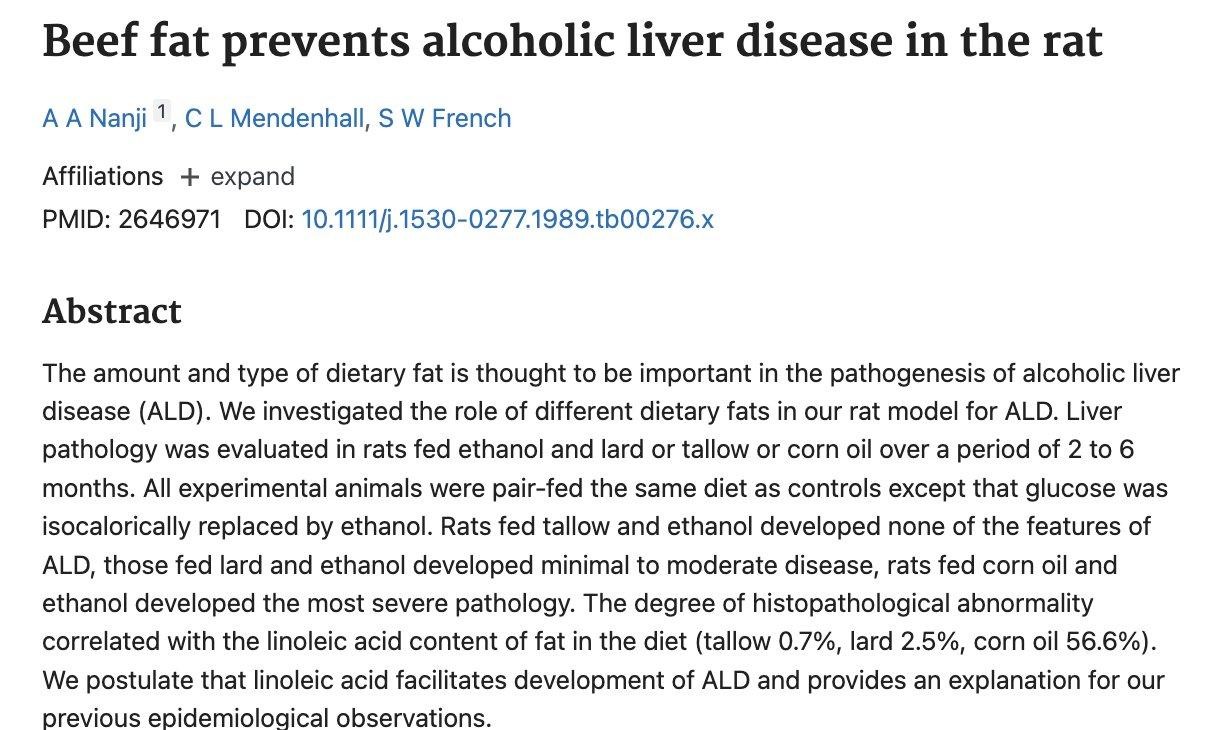 Beef fat prevents alcoholic liver disease in the rat
A A Nanji 1, C L Mendenhall, S W French
Affiliations + expand
PMID: 2646971 DOI: 10.1111/j.1530-0277.1989.tb00276.x
Abstract
The amount and type of dietary fat is thought to be important in the pathogenesis of alcoholic liver
disease (ALD). We investigated the role of different dietary fats in our rat model for ALD. Liver
pathology was evaluated in rats fed ethanol and lard or tallow or corn oil over a period of 2 to 6
months. All experimental animals were pair-fed the same diet as controls except that glucose was
isocalorically replaced by ethanol. Rats fed tallow and ethanol developed none of the features of
ALD, those fed lard and ethanol developed minimal to moderate disease, rats fed corn oil and
ethanol developed the most severe pathology. The degree of histopathological abnormality
correlated with the linoleic acid content of fat in the diet (tallow 0.7%, lard 2.5%, corn oil 56.6%).
We postulate that linoleic acid facilitates development of ALD and provides an explanation for our
previous epidemiological observations.